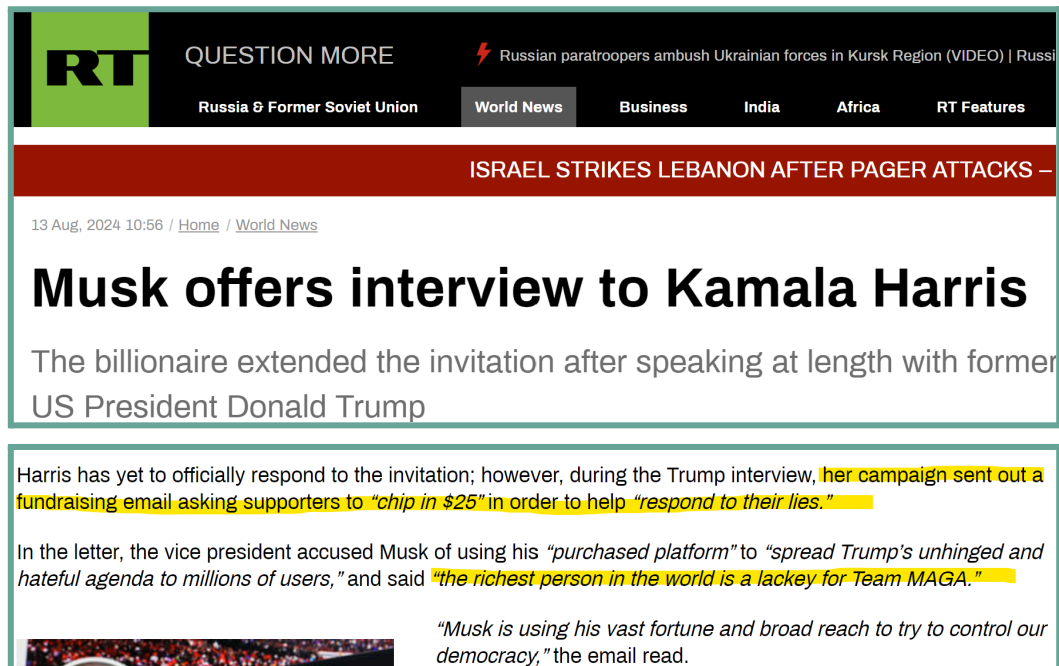 RT
QUESTION MORE
Russian paratroopers ambush Ukrainian forces in Kursk Region (VIDEO) | Russi
Russia & Former Soviet Union World News Business India Africa RT Features
ISRAEL STRIKES LEBANON AFTER PAGER ATTACKS –
13 Aug, 2024 10:56 / Home / World News
Musk offers interview to Kamala Harris
The billionaire extended the invitation after speaking at length with former
US President Donald Trump
Harris has yet to officially respond to the invitation; however, during the Trump interview, her campaign sent out a
fundraising email asking supporters to “chip in $25” in order to help “respond to their lies.”
In the letter, the vice president accused Musk of using his “purchased platform” to “spread Trump’s unhinged and
hateful agenda to millions of users,” and said “the richest person in the world is a lackey for Team MAGA.”
“Musk is using his vast fortune and broad reach to try to control our
democracy,” the email read.